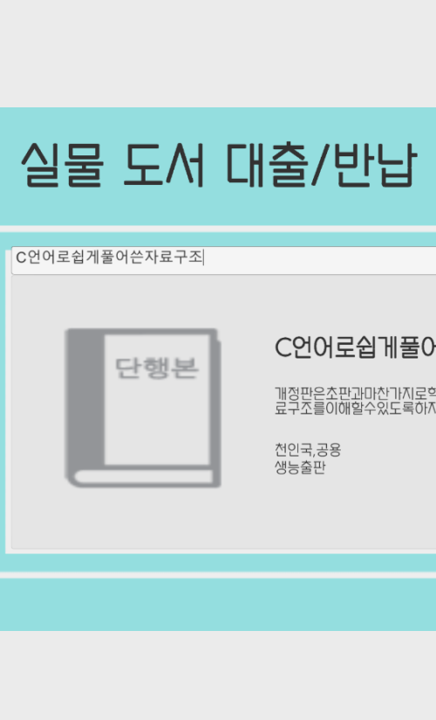 실물 도서 대출/반납
C언어로쉽게풀어쓴자료구조
단행본
C언어로쉽게풀어
개정판은초판과마찬가지로학
료구조를이해할수있도록하자
천인국,공용
생능출판